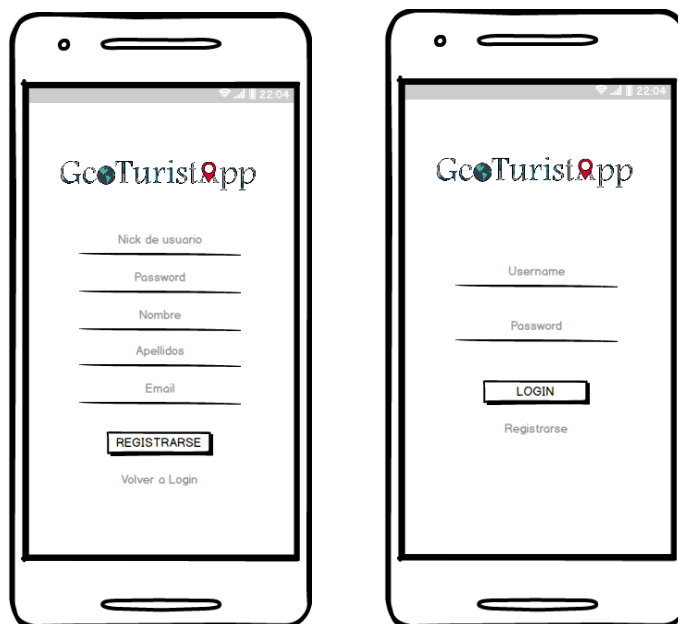 22:04
GeoTuristApp
Nick de usuario
Password
Nombre
Apellidos
Email
REGISTRARSE
Volver a Login
22:04
GeoTuristApp
Username
Password
LOGIN
Registrarse